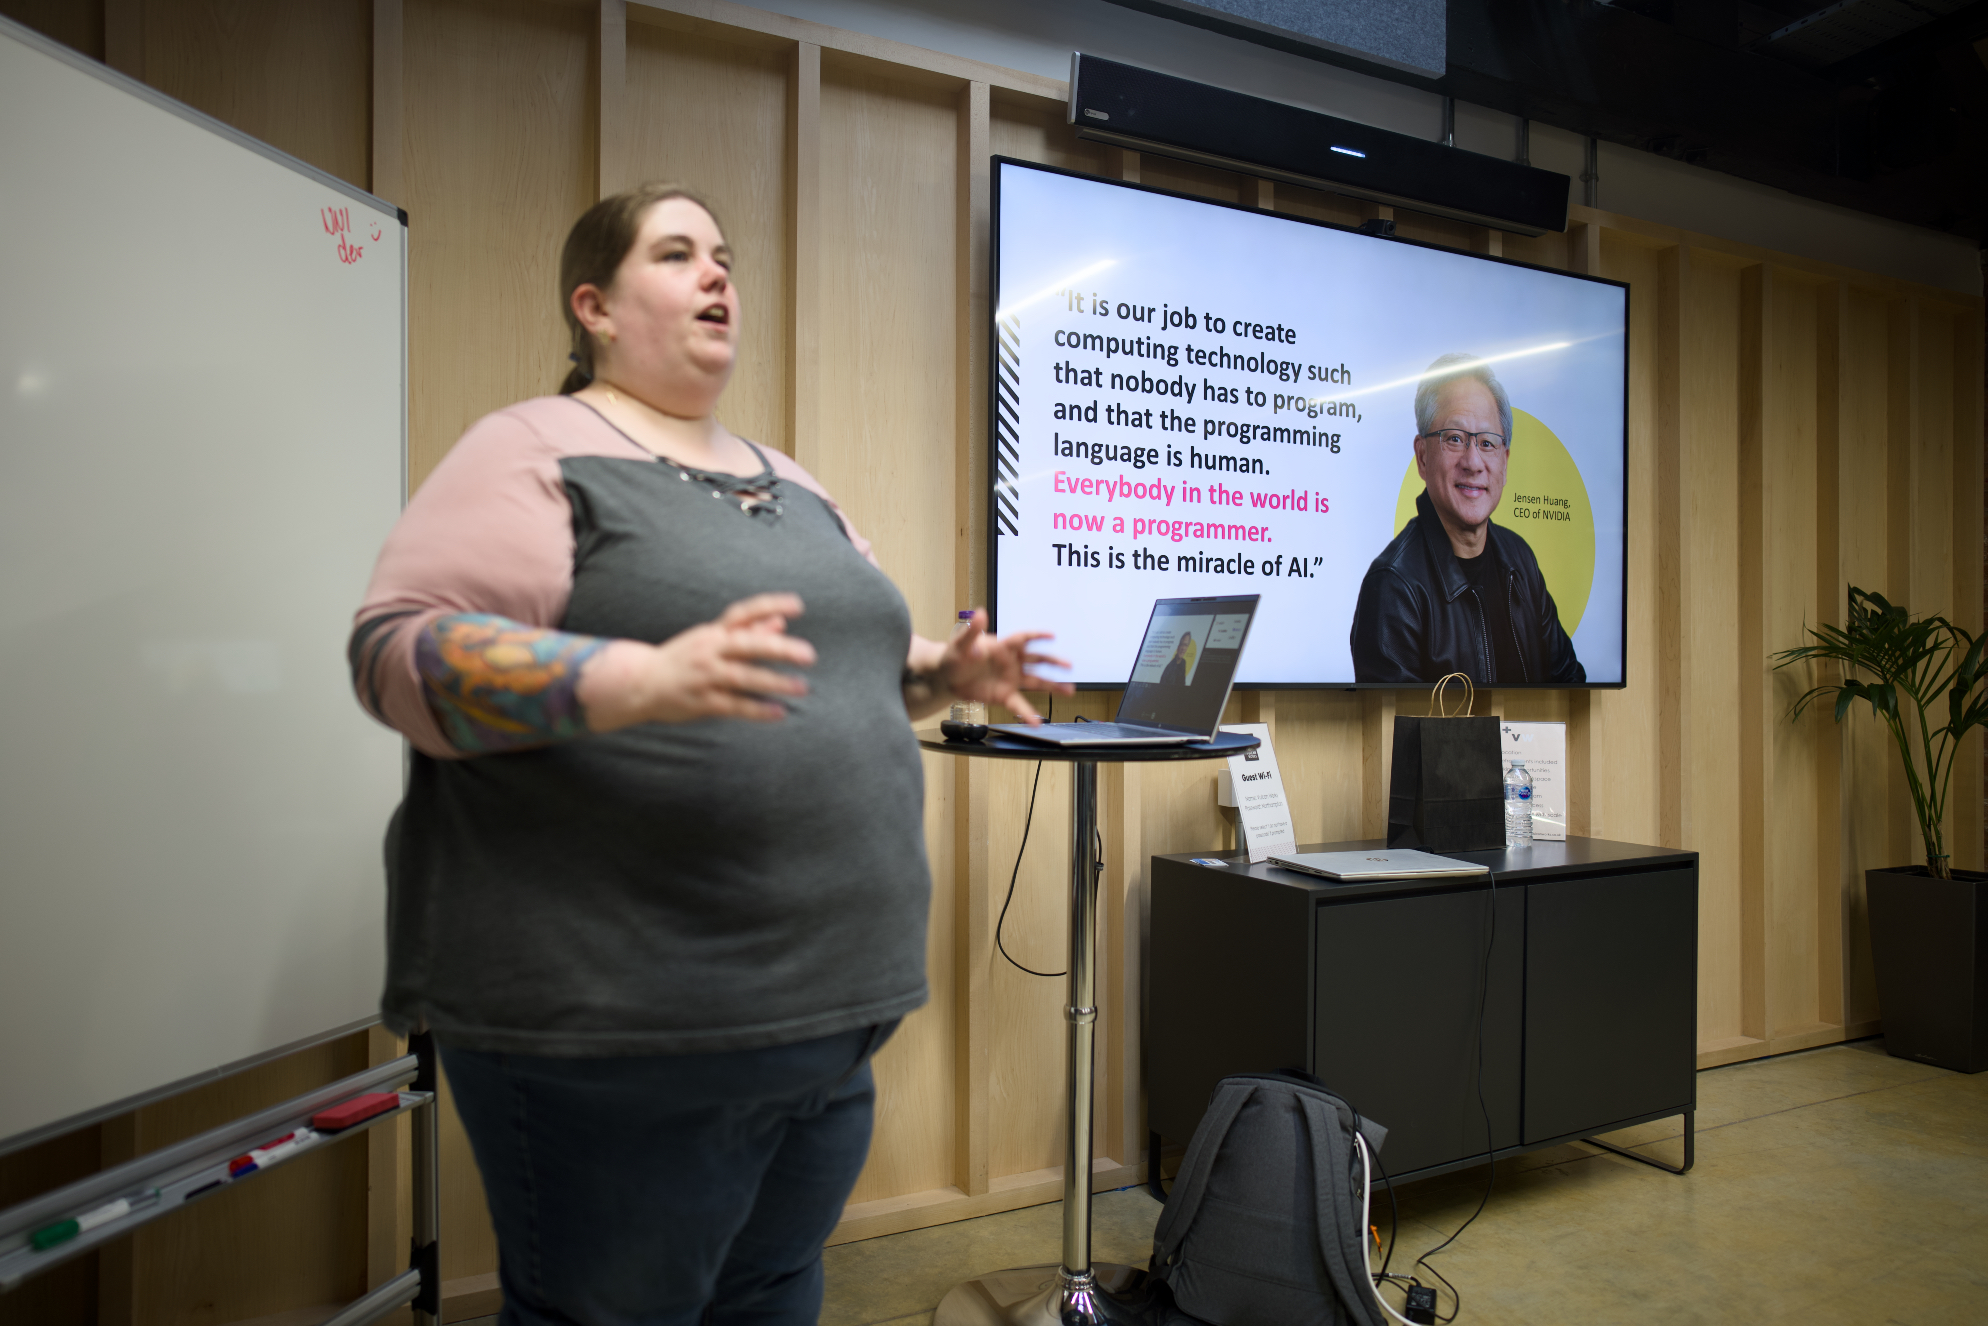 "It is our job to create
computing technology such
that nobody has to program,
and that the programming
language is human.
Everybody in the world is
now a programmer.
This is the miracle of AI.”
Jensen Huang,
CEO of NVIDIA
der
Guest Wi-Fi